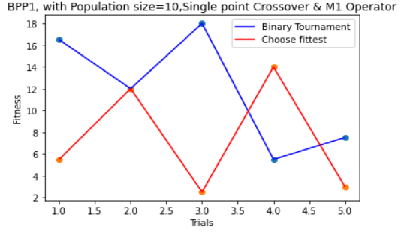 BPP1, with Population size=10,Single point Crossover & M1 Operator
18
16
14
12
10
8
6
4
2
Fitness
Binary Tournament
Choose fittest
1.0 1.5 2.0 2.5 3.0 3.5 4.0 4.5 5.0
Trials